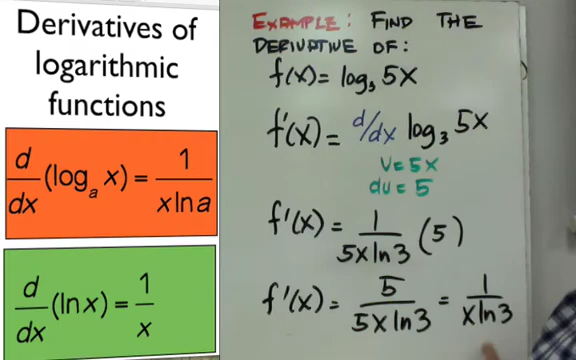 Derivatives of
logarithmic
functions
d/dx (logₐ x) = 1/(x ln a)
d/dx (ln x) = 1/x
EXAMPLE: FIND THE
DERIVATIVE OF:
f(x) = log₃ 5x
f'(x) = d/dx log₃ 5x
v = 5x
du = 5
f'(x) = 1/(5x ln 3) (5)
f'(x) = 5/(5x ln 3) = 1/(x ln 3)